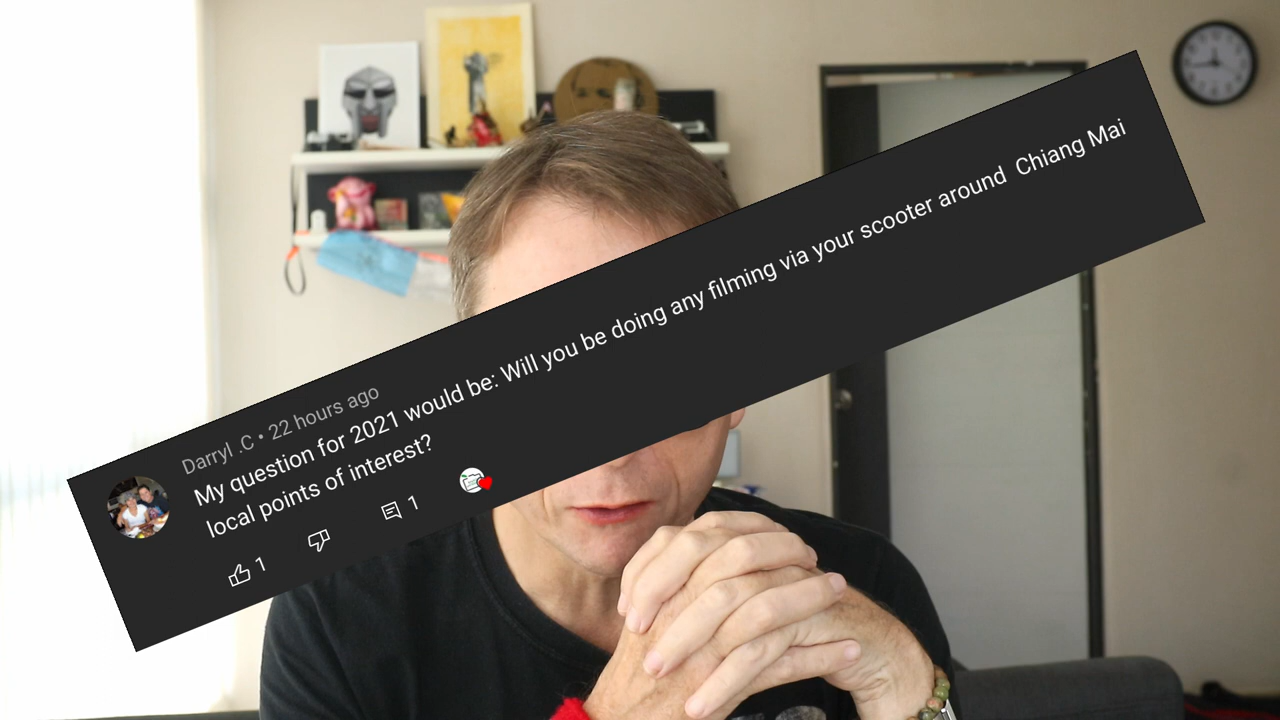 Darryl .C • 22 hours ago
My question for 2021 would be: Will you be doing any filming via your scooter around Chiang Mai
local points of interest?
1
1